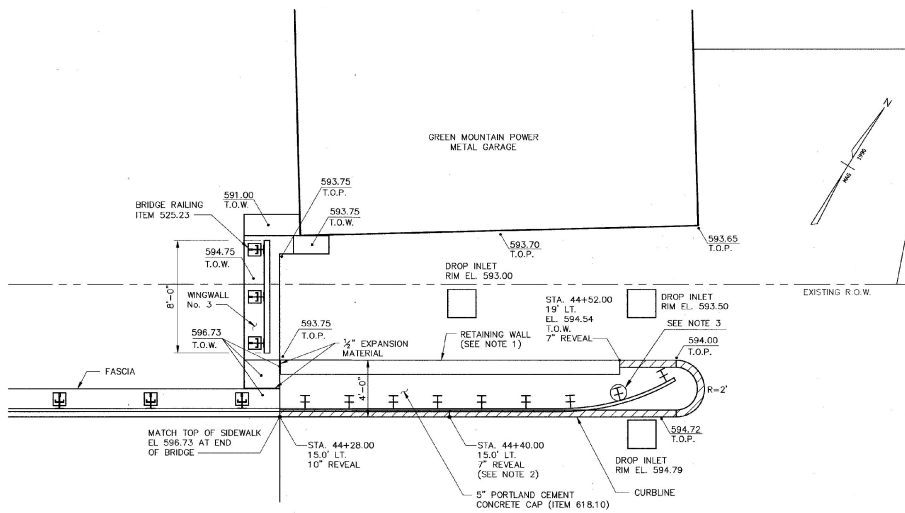 GREEN MOUNTAIN POWER
METAL GARAGE
N
MAG 1990
593.75
T.O.P.
591.00
T.O.W.
593.75
T.O.W.
BRIDGE RAILING
ITEM 525.23
594.75
T.O.W.
593.70
T.O.P.
593.65
T.O.P.
DROP INLET
RIM EL. 593.00
EXISTING R.O.W.
8'-0"
WINGWALL
No. 3
STA. 44+52.00
19' LT.
EL. 594.54
T.O.W.
7" REVEAL
DROP INLET
RIM EL. 593.50
SEE NOTE 3
593.75
T.O.P.
596.73
T.O.W.
½" EXPANSION
MATERIAL
RETAINING WALL
(SEE NOTE 1)
594.00
T.O.P.
FASCIA
4'-0"
R=2'
MATCH TOP OF SIDEWALK
EL 596.73 AT END
OF BRIDGE
STA. 44+28.00
15.0' LT.
10" REVEAL
STA. 44+40.00
15.0' LT.
7" REVEAL
(SEE NOTE 2)
594.72
T.O.P.
DROP INLET
RIM EL. 594.79
CURBLINE
5" PORTLAND CEMENT
CONCRETE CAP (ITEM 618.10)